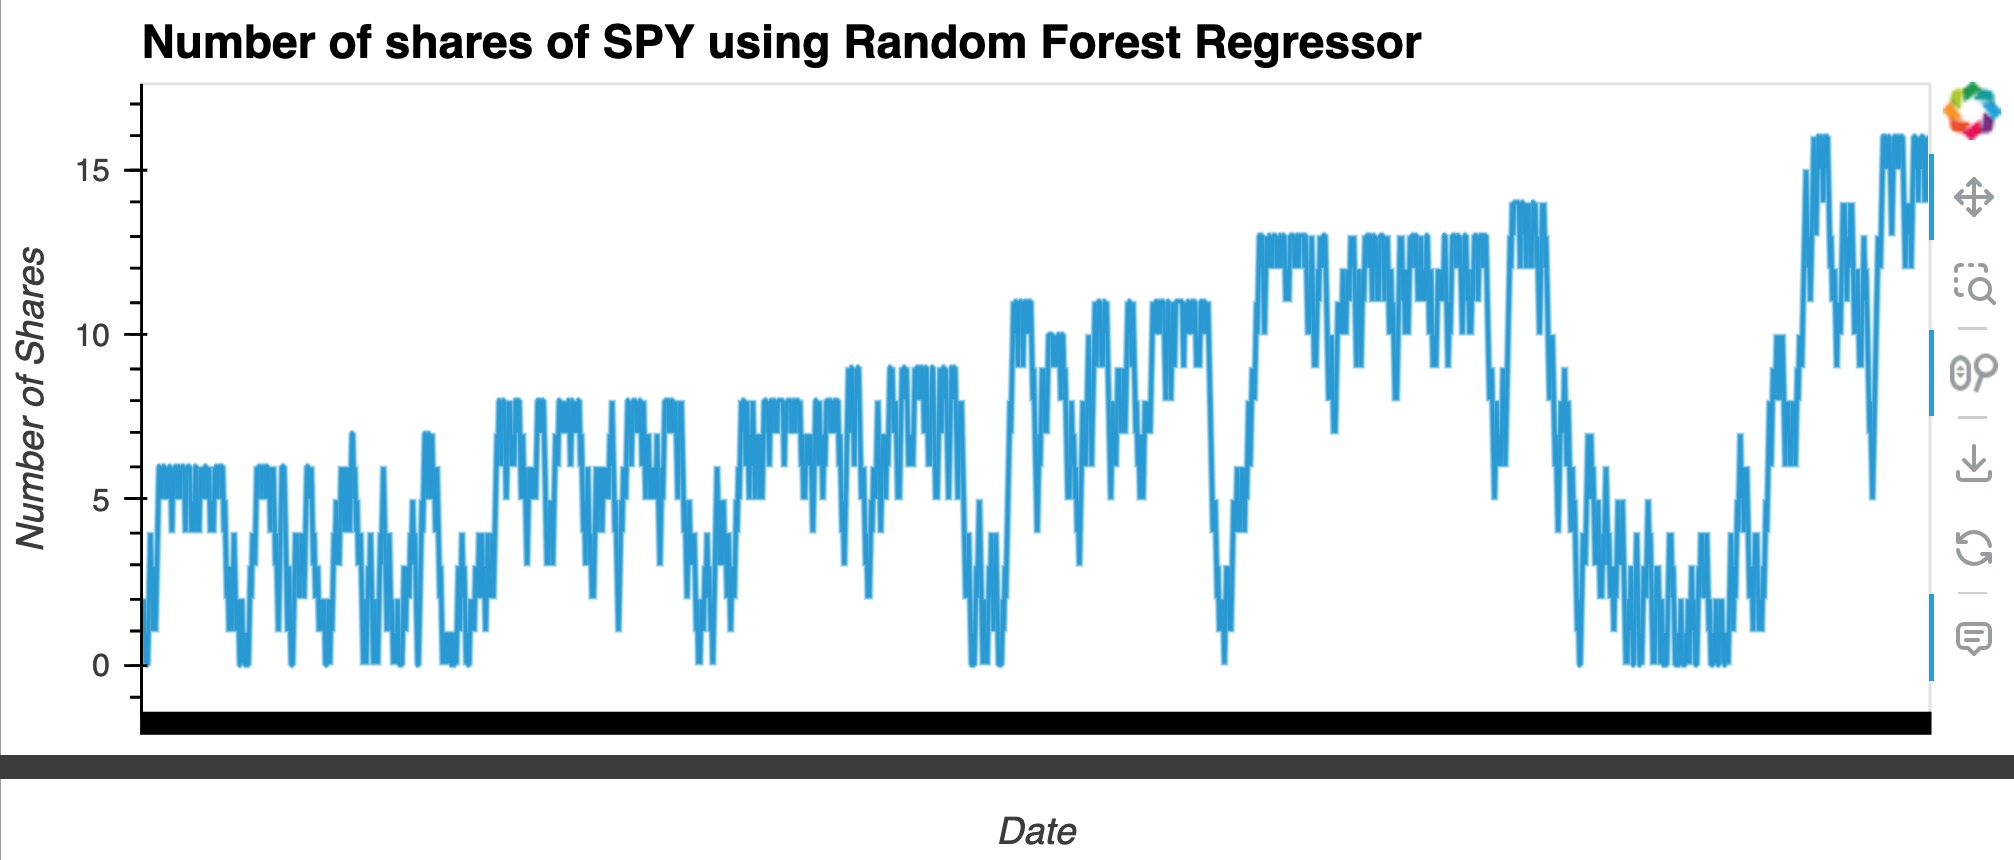 Number of shares of SPY using Random Forest Regressor
Number of Shares
15
10
5
0
Date